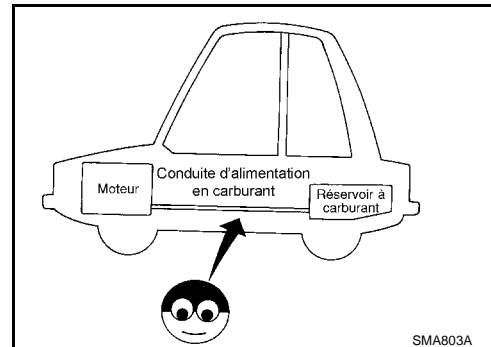 Conduite d'alimentation
en carburant
Moteur
Réservoir à
carburant
SMA803A